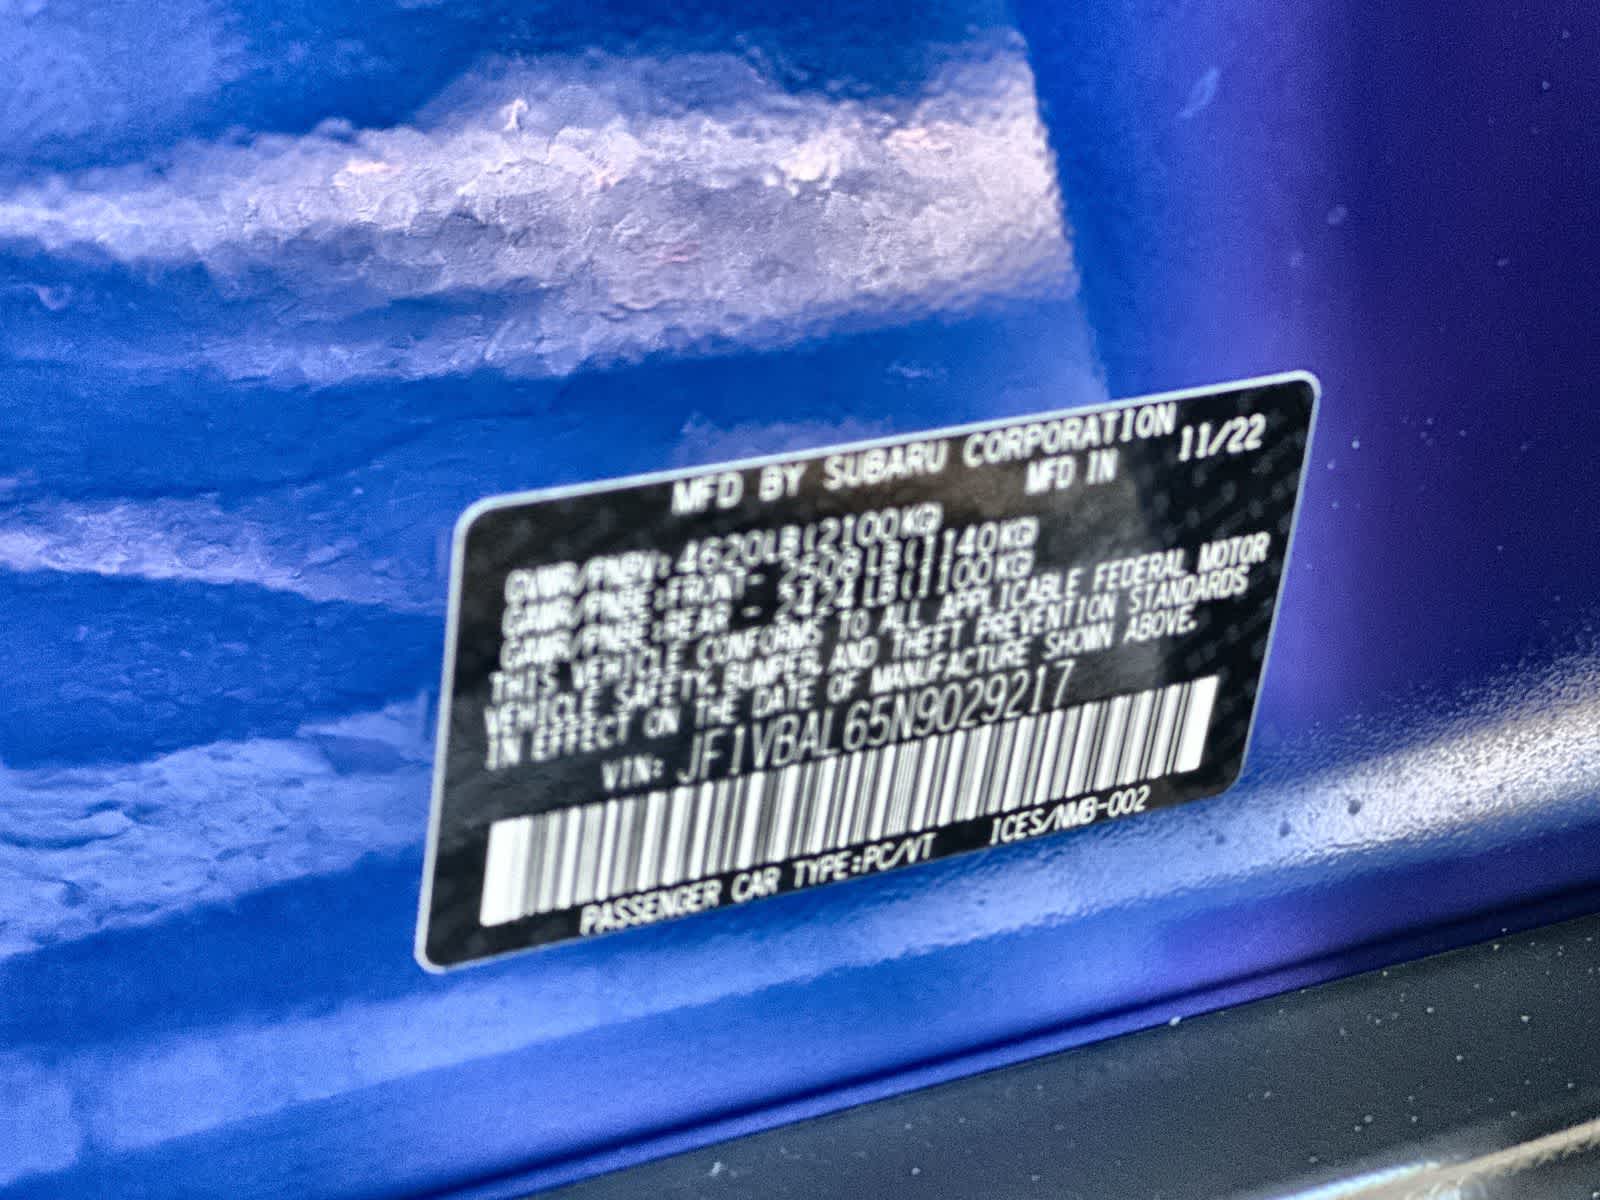 MFD BY SUBARU CORPORATION
MFD IN 11/22
GVWR/PNBV: 4620LB(2100KG)
GAWR/PNBE:FRONT- 2508LB(1140KG)
GAWR/PNBE:REAR - 2424LB(1100KG)
THIS VEHICLE CONFORMS TO ALL APPLICABLE FEDERAL MOTOR
VEHICLE SAFETY, BUMPER, AND THEFT PREVENTION STANDARDS
IN EFFECT ON THE DATE OF MANUFACTURE SHOWN ABOVE.
VIN: JF1VBAL65N9029217
PASSENGER CAR TYPE:PC/VT ICES/NMB-002